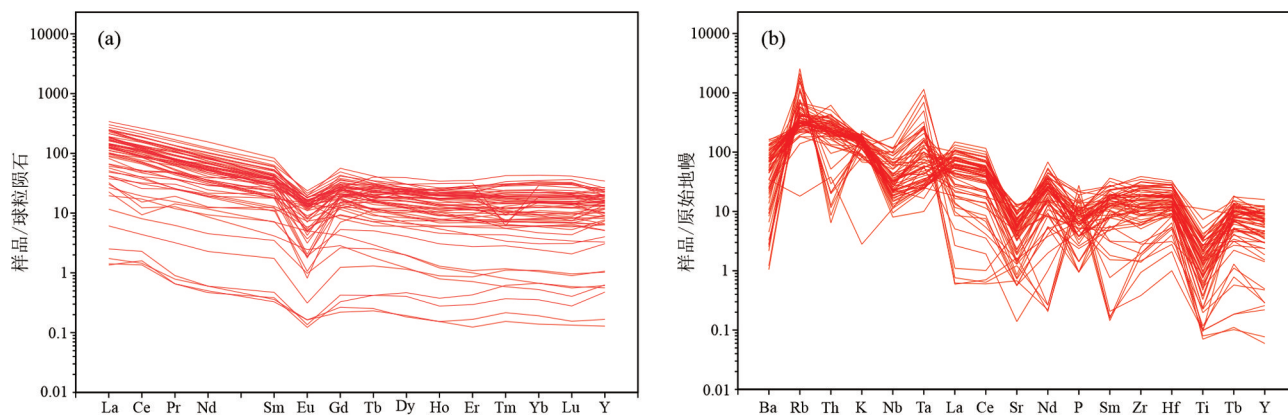 (a)
10000
1000
100
10
1
0.1
0.01
样品/球粒陨石
La Ce Pr Nd Sm Eu Gd Tb Dy Ho Er Tm Yb Lu Y
(b)
10000
1000
100
10
1
0.1
0.01
样品/原始地幔
Ba Rb Th K Nb Ta La Ce Sr Nd P Sm Zr Hf Ti Tb Y